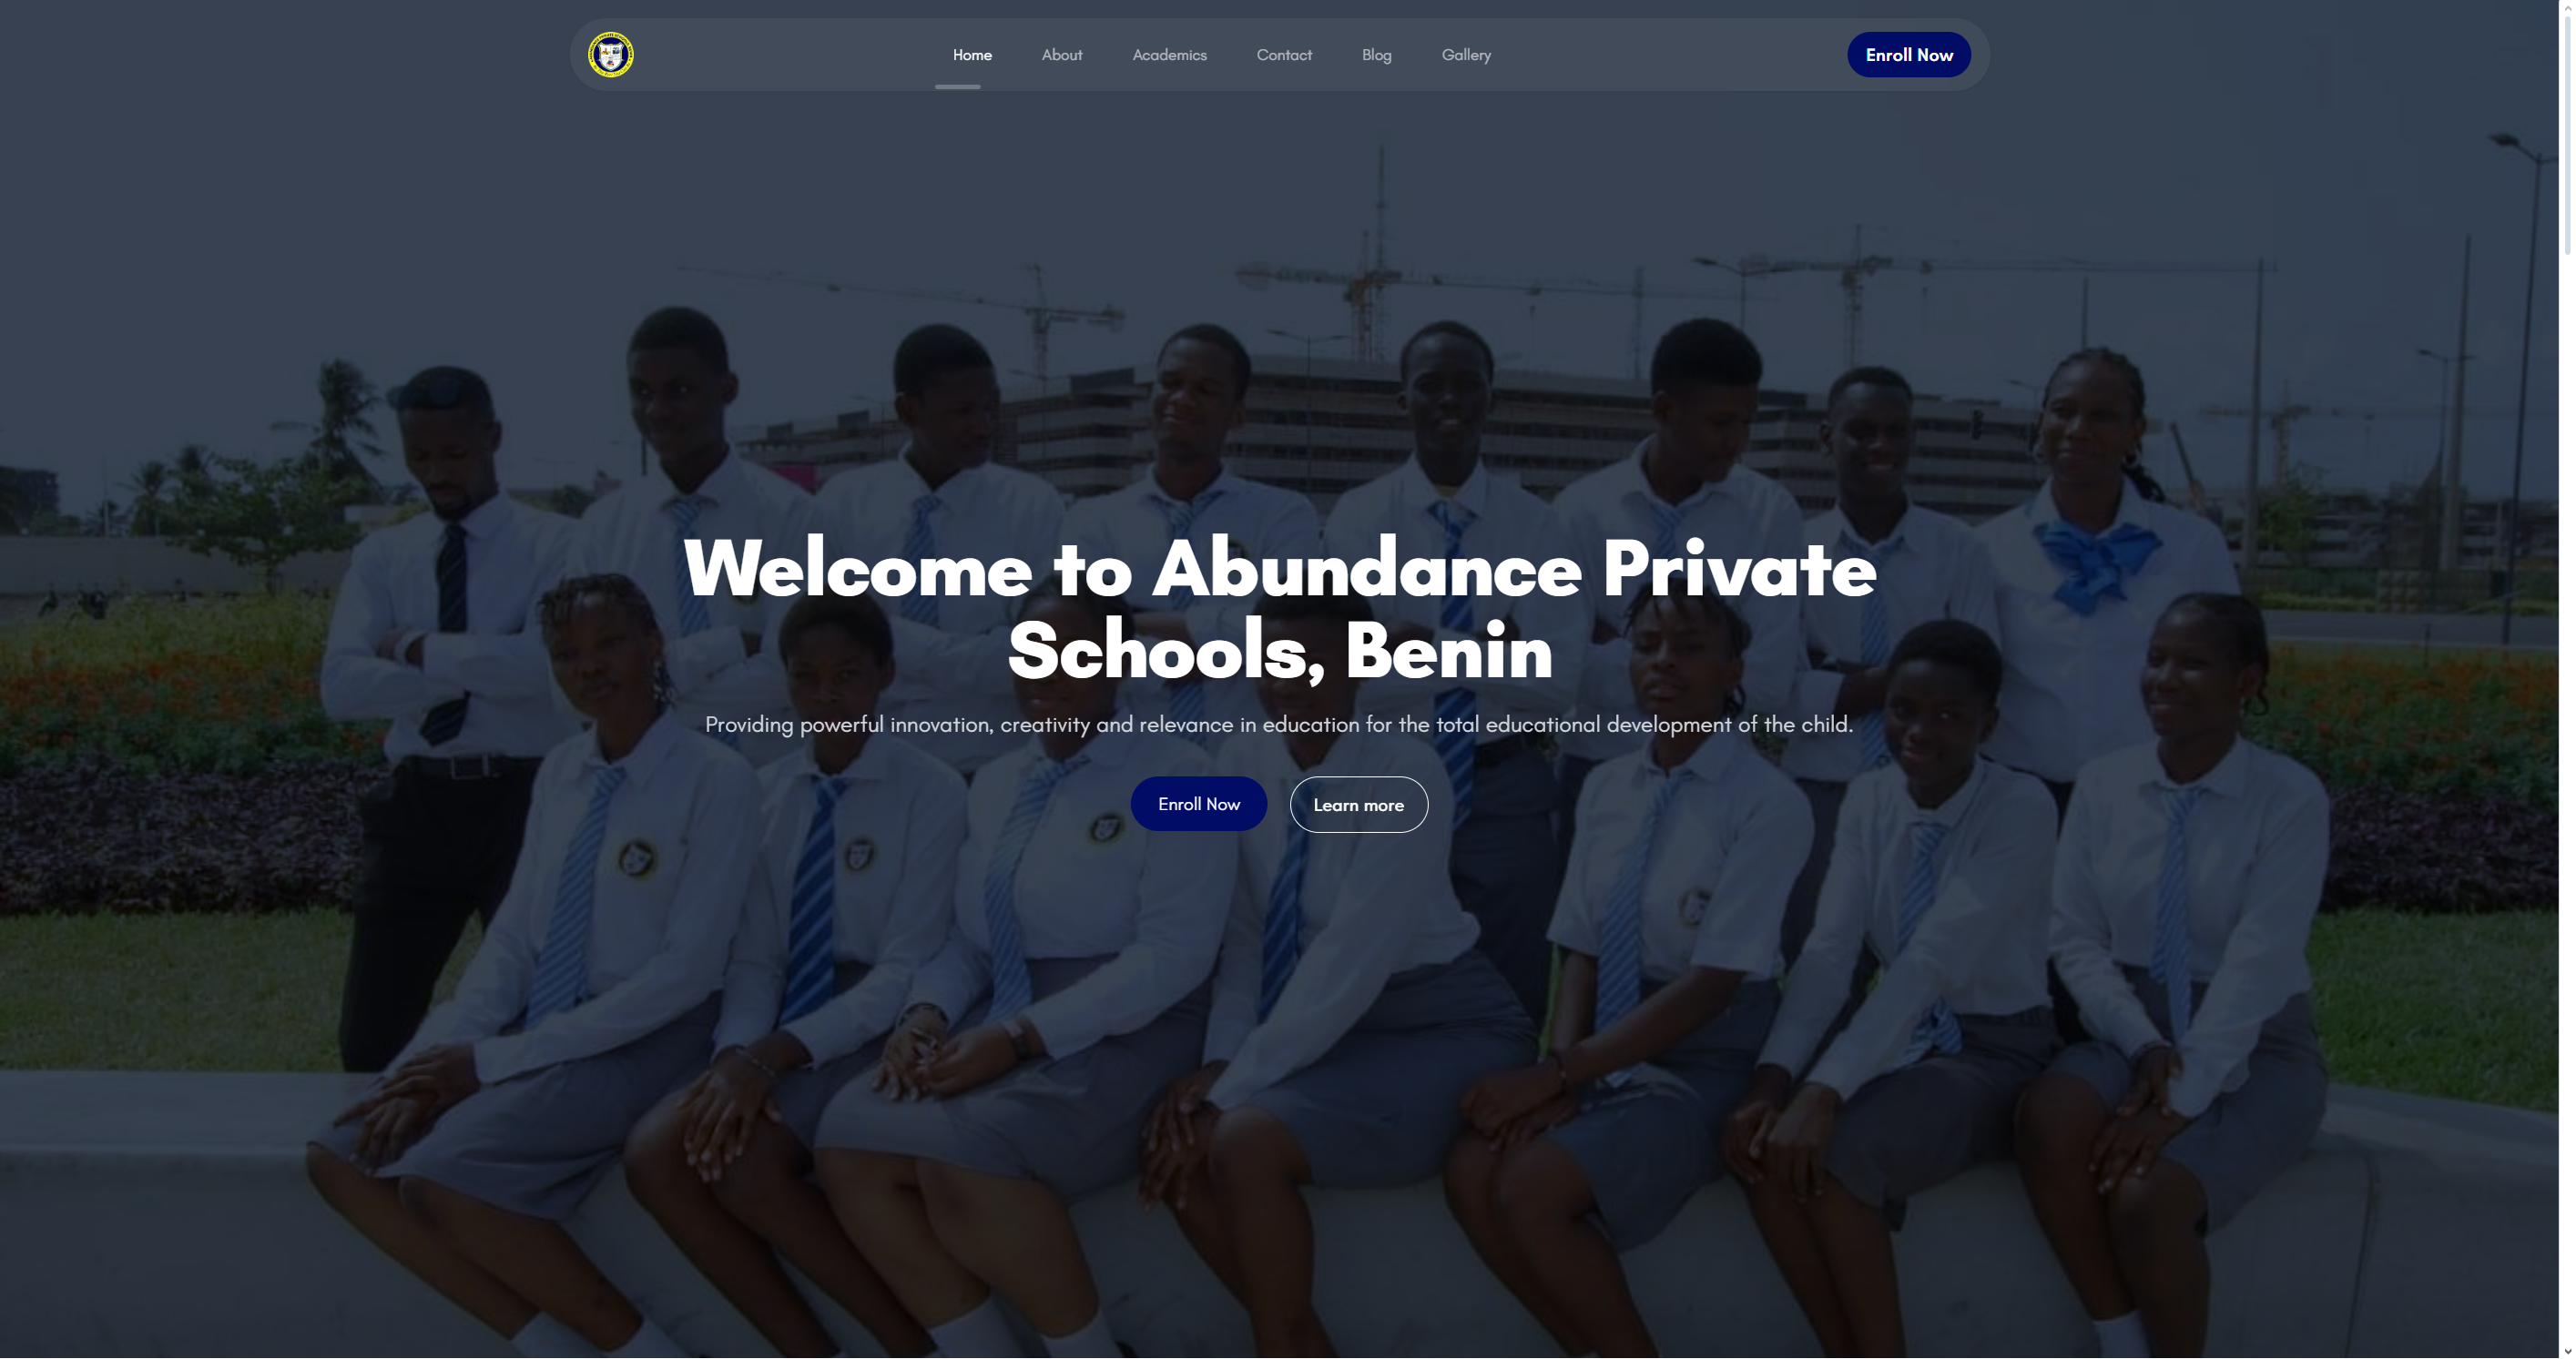 Home
About
Academics
Contact
Blog
Gallery
Enroll Now
Welcome to Abundance Private
Schools, Benin
Providing powerful innovation, creativity and relevance in education for the total educational development of the child.
Enroll Now
Learn more